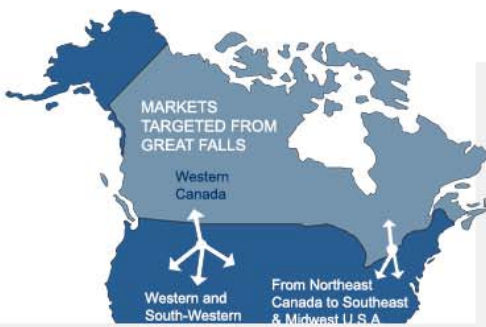 MARKETS
TARGETED FROM
GREAT FALLS
Western
Canada
Western and
South-Western
From Northeast
Canada to Southeast
& Midwest U.S.A